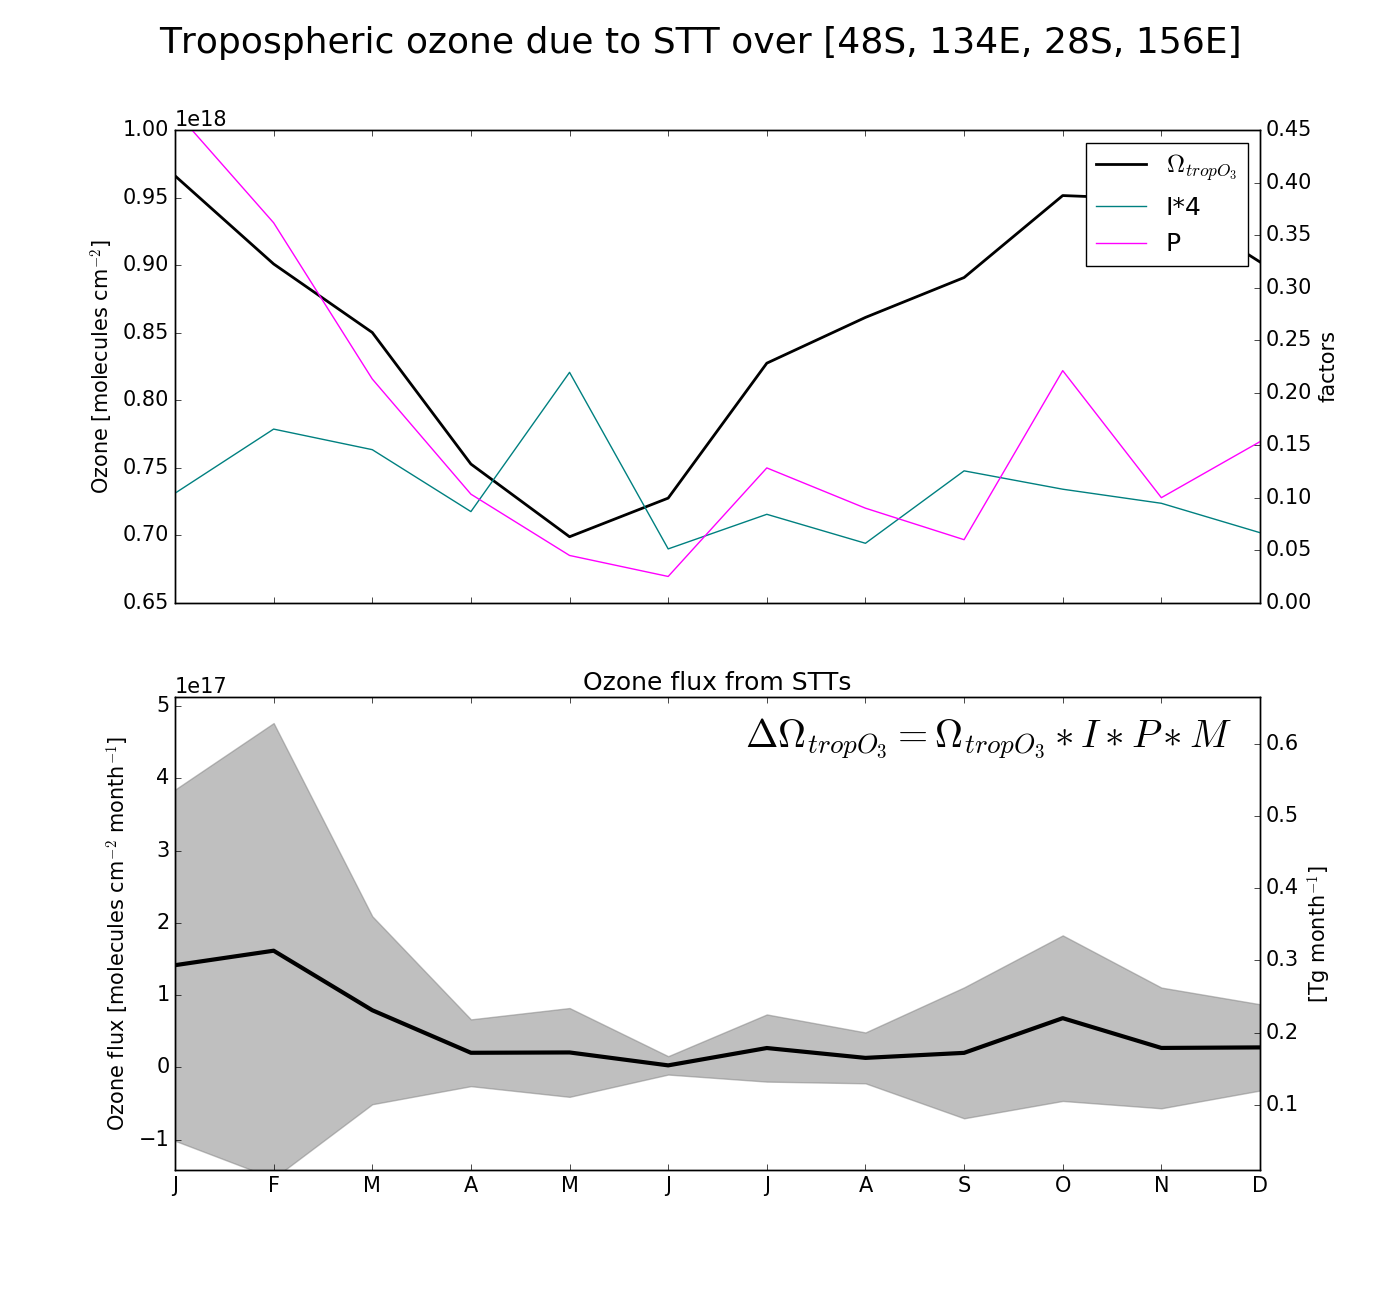 Tropospheric ozone due to STT over [48S, 134E, 28S, 156E]
1e18
1.00
0.95
0.90
0.85
0.80
0.75
0.70
0.65
Ozone [molecules cm⁻²]
Ω_tropO₃
I*4
P
0.45
0.40
0.35
0.30
0.25
0.20
0.15
0.10
0.05
0.00
factors
Ozone flux from STTs
1e17
5
4
3
2
1
0
−1
Ozone flux [molecules cm⁻² month⁻¹]
ΔΩ_tropO₃ = Ω_tropO₃ ∗ I ∗ P ∗ M
0.6
0.5
0.4
0.3
0.2
0.1
[Tg month⁻¹]
J F M A M J J A S O N D